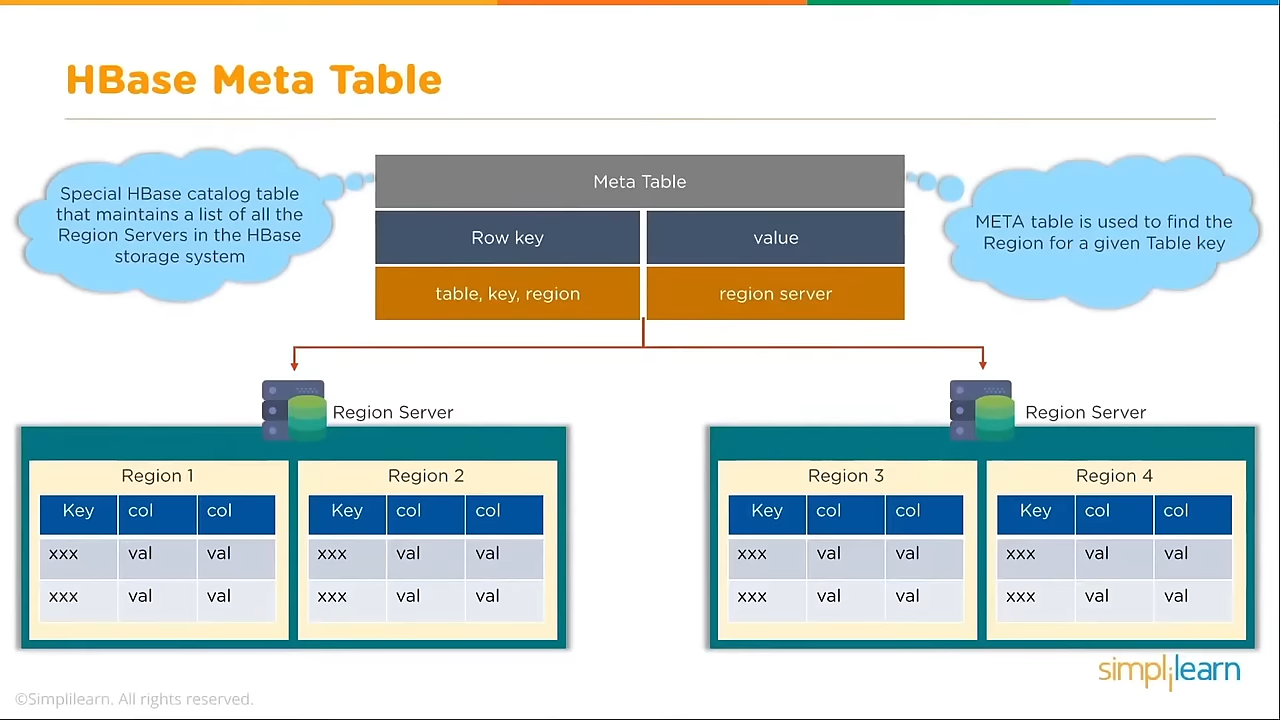 HBase Meta Table
Special HBase catalog table
that maintains a list of all the
Region Servers in the HBase
storage system
Meta Table
Row key value
table, key, region region server
META table is used to find the
Region for a given Table key
Region Server
Region 1
Key col col
xxx val val
xxx val val
Region 2
Key col col
xxx val val
xxx val val
Region Server
Region 3
Key col col
xxx val val
xxx val val
Region 4
Key col col
xxx val val
xxx val val
simplilearn
©Simplilearn. All rights reserved.